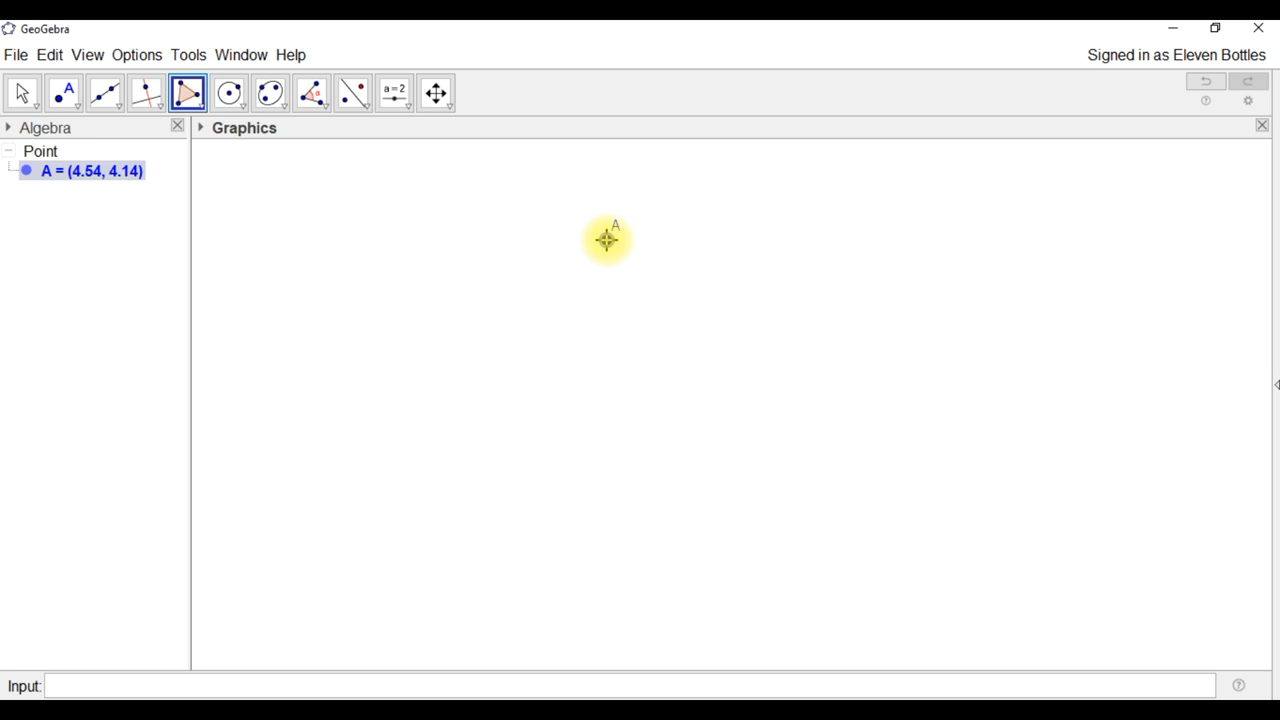 GeoGebra
File Edit View Options Tools Window Help
Signed in as Eleven Bottles
A
α
a=2
Algebra
Graphics
Point
A = (4.54, 4.14)
A
Input: